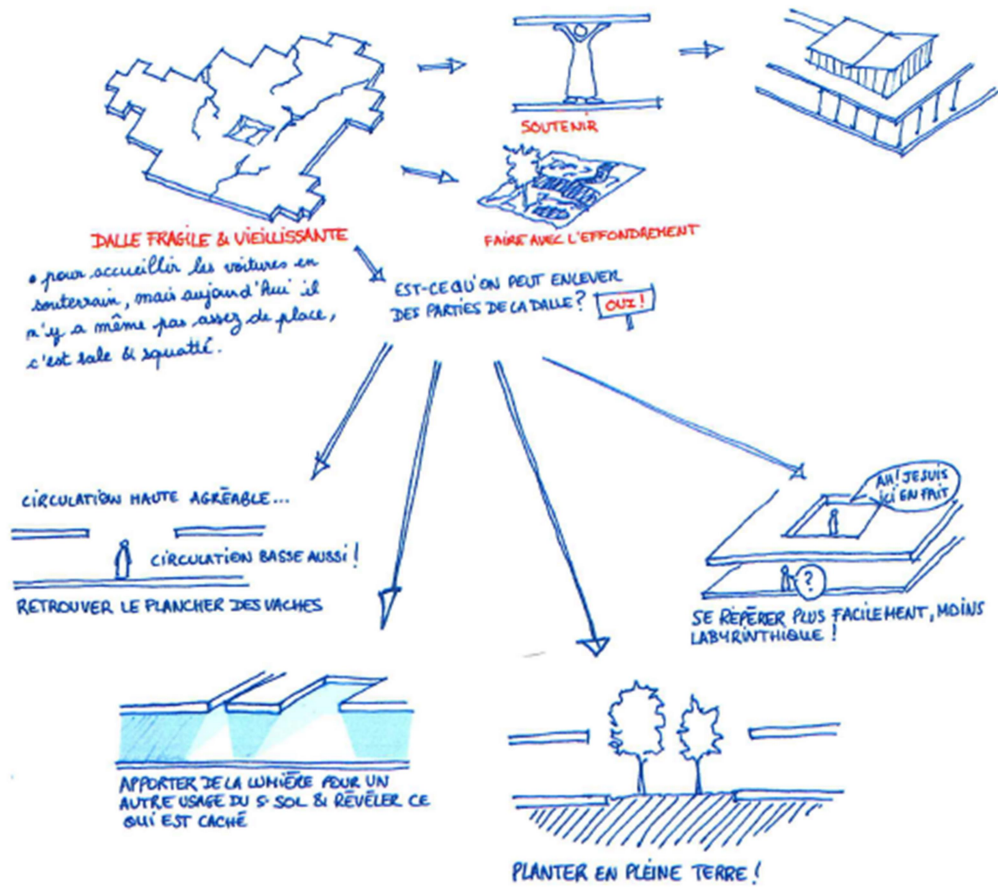 SOUTENIR
DALLE FRAGILE & VIEILLISSANTE
FAIRE AVEC L'EFFONDREMENT
• pour accueillir les voitures en
souterrain, mais aujourd'hui il
n'y a même pas assez de place,
c'est sale & squatté.
EST-CE QU'ON PEUT ENLEVER
DES PARTIES DE LA DALLE?
OUI!
CIRCULATION HAUTE AGRÉABLE...
CIRCULATION BASSE AUSSI!
RETROUVER LE PLANCHER DES VACHES
AH! JE SUIS
ICI EN FAIT
?
SE REPÉRER PLUS FACILEMENT, MOINS
LABYRINTHIQUE!
APPORTER DE LA LUMIÈRE POUR UN
AUTRE USAGE DU S-SOL & RÉVÉLER CE
QUI EST CACHÉ
PLANTER EN PLEINE TERRE!